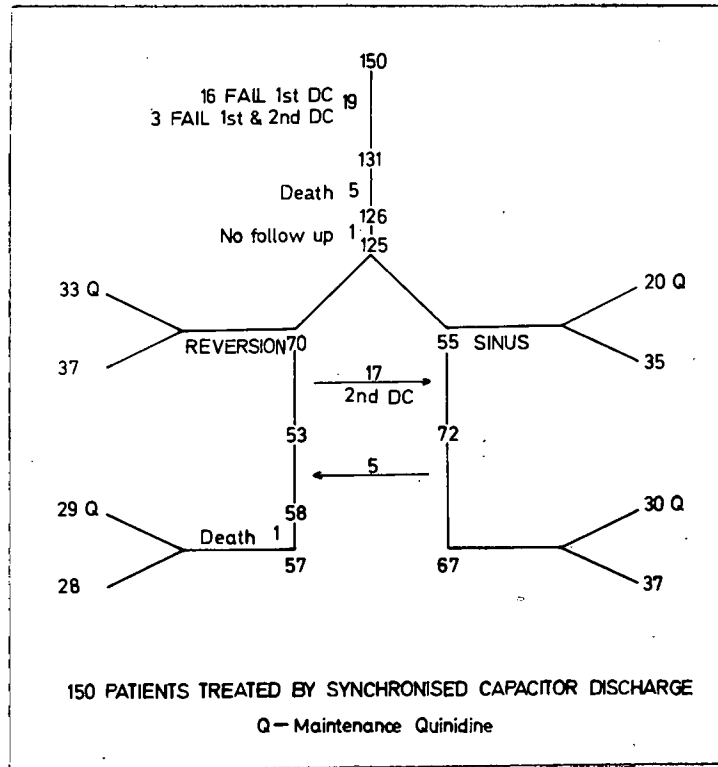 150
16 FAIL 1st DC
19
3 FAIL 1st & 2nd DC
131
Death 5
126
No follow up 1
125
33 Q
20 Q
REVERSION 70
55 SINUS
37
35
17
2nd DC
53
72
5
29 Q
58
30 Q
Death 1
57
67
28
37
150 PATIENTS TREATED BY SYNCHRONISED CAPACITOR DISCHARGE
Q - Maintenance Quinidine